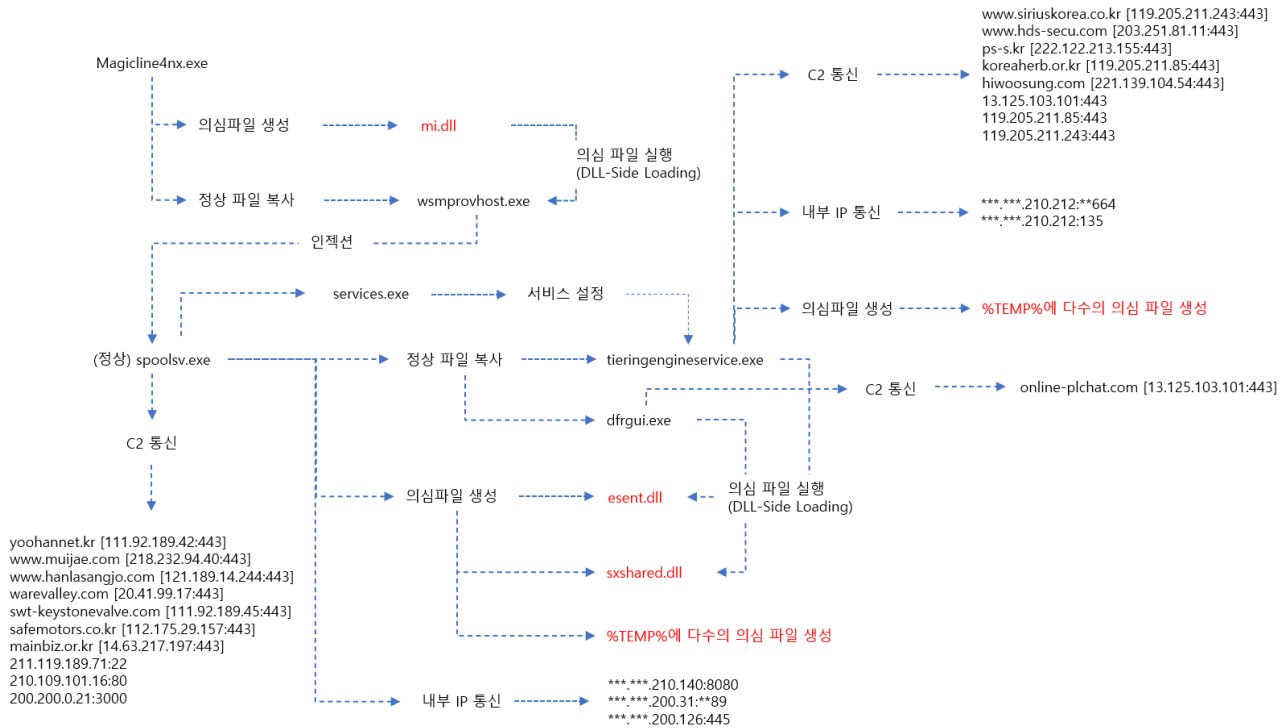 www.siriuskorea.co.kr [119.205.211.243:443]
www.hds-secu.com [203.251.81.11:443]
ps-s.kr [222.122.213.155:443]
koreaherb.or.kr [119.205.211.85:443]
hiwoosung.com [221.139.104.54:443]
13.125.103.101:443
119.205.211.85:443
119.205.211.243:443
C2 통신
Magicline4nx.exe
의심파일 생성
mi.dll
의심 파일 실행
(DLL-Side Loading)
정상 파일 복사
wsmprovhost.exe
내부 IP 통신
***.***.210.212:**664
***.***.210.212:135
인젝션
services.exe
서비스 설정
의심파일 생성
%TEMP%에 다수의 의심 파일 생성
(정상) spoolsv.exe
정상 파일 복사
tieringengineservice.exe
C2 통신
online-plchat.com [13.125.103.101:443]
dfrgui.exe
C2 통신
의심파일 생성
esent.dll
의심 파일 실행
(DLL-Side Loading)
sxshared.dll
%TEMP%에 다수의 의심 파일 생성
yoohannet.kr [111.92.189.42:443]
www.muijae.com [218.232.94.40:443]
www.hanlasangjo.com [121.189.14.244:443]
warevalley.com [20.41.99.17:443]
swt-keystonevalve.com [111.92.189.45:443]
safemotors.co.kr [112.175.29.157:443]
mainbiz.or.kr [14.63.217.197:443]
211.119.189.71:22
210.109.101.16:80
200.200.0.21:3000
내부 IP 통신
***.***.210.140:8080
***.***.200.31:**89
***.***.200.126:445